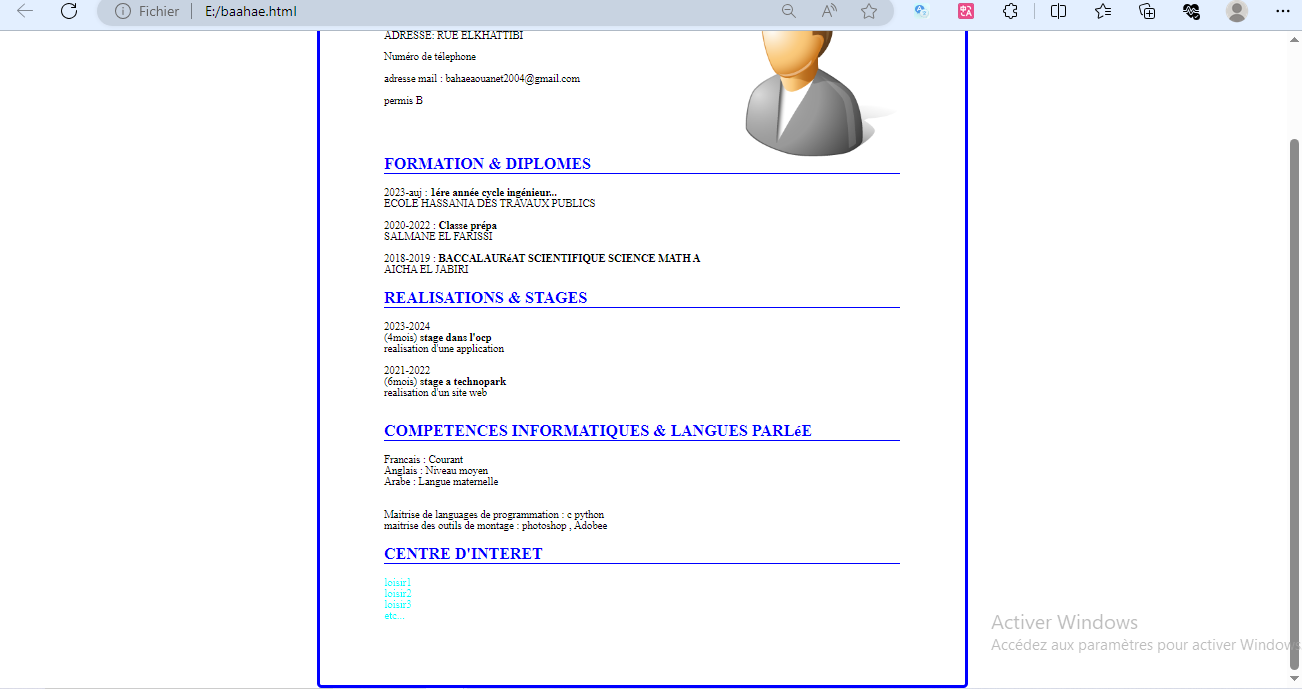 Fichier
E:/baahae.html
ADRESSE: RUE ELKHATTIBI
Numéro de télephone
adresse mail : bahaeaouanet2004@gmail.com
permis B
FORMATION & DIPLOMES
2023-auj : 1ére année cycle ingénieur...
ECOLE HASSANIA DES TRAVAUX PUBLICS
2020-2022 : Classe prépa
SALMANE EL FARISSI
2018-2019 : BACCALAURéAT SCIENTIFIQUE SCIENCE MATH A
AICHA EL JABIRI
REALISATIONS & STAGES
2023-2024
(4mois) stage dans l'ocp
realisation d'une application
2021-2022
(6mois) stage a technopark
realisation d'un site web
COMPETENCES INFORMATIQUES & LANGUES PARLéE
Francais : Courant
Anglais : Niveau moyen
Arabe : Langue maternelle
Maitrise de languages de programmation : c python
maitrise des outils de montage : photoshop , Adobee
CENTRE D'INTERET
loisir1
loisir2
loisir3
etc...
Activer Windows
Accédez aux paramètres pour activer Windows